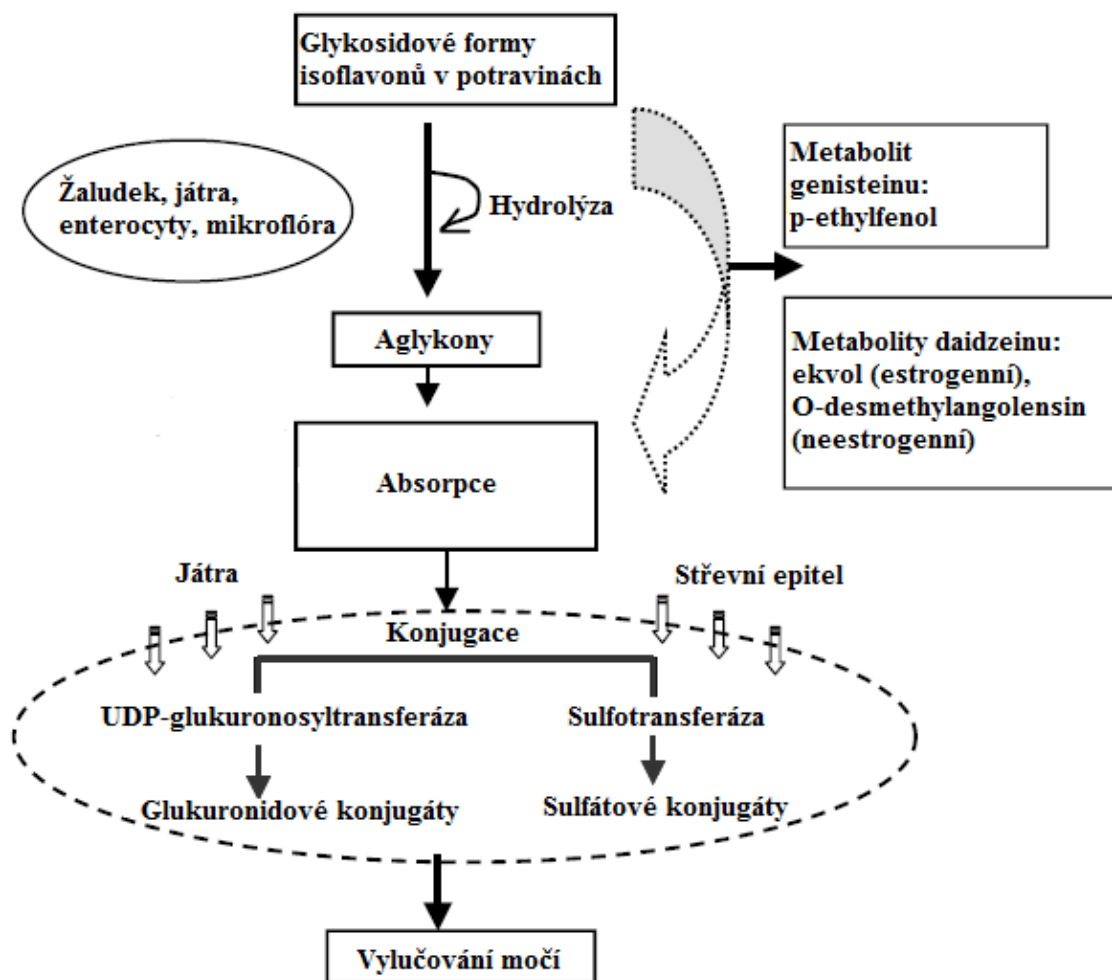 Glykosidové formy
isoflavonů v potravinách
Žaludek, játra,
enterocyty, mikroflóra
Hydrolýza
Metabolit
genisteinu:
p-ethylfenol
Aglykony
Metabolity daidzeinu:
ekvol (estrogenní),
O-desmethylangolensin
(neestrogenní)
Absorpce
Játra
Střevní epitel
Konjugace
UDP-glukuronosyltransferáza
Sulfotransferáza
Glukuronidové konjugáty
Sulfátové konjugáty
Vylučování močí